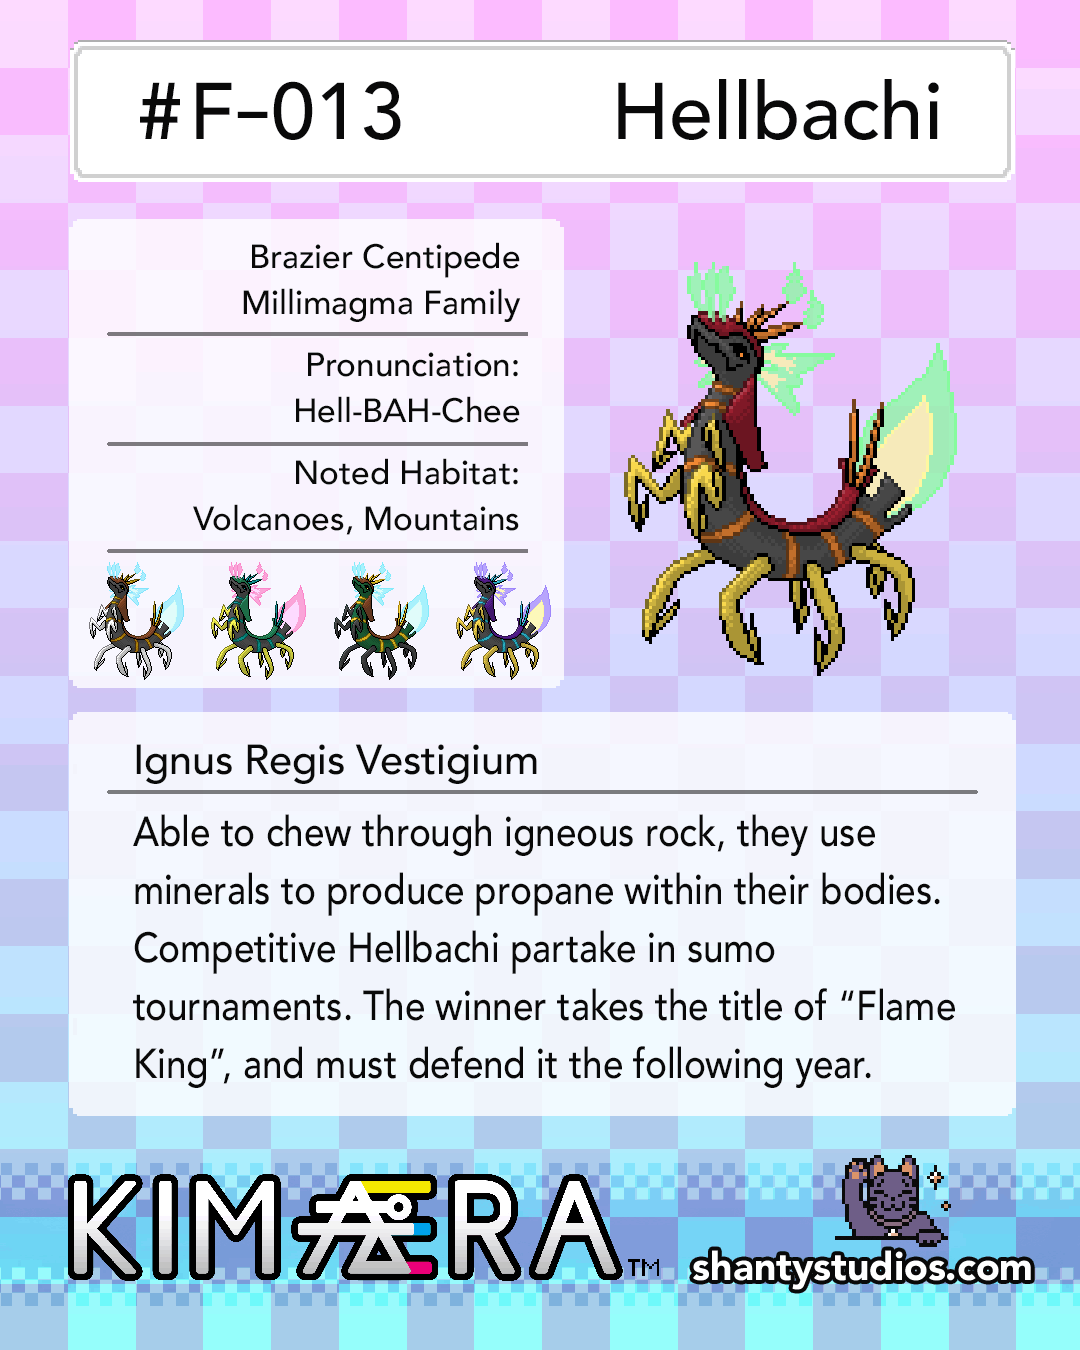 #F-013
Hellbachi
Brazier Centipede
Millimagma Family
Pronunciation:
Hell-BAH-Chee
Noted Habitat:
Volcanoes, Mountains
Ignus Regis Vestigium
Able to chew through igneous rock, they use
minerals to produce propane within their bodies.
Competitive Hellbachi partake in sumo
tournaments. The winner takes the title of “Flame
King”, and must defend it the following year.
KIMÆRA™
shantystudios.com